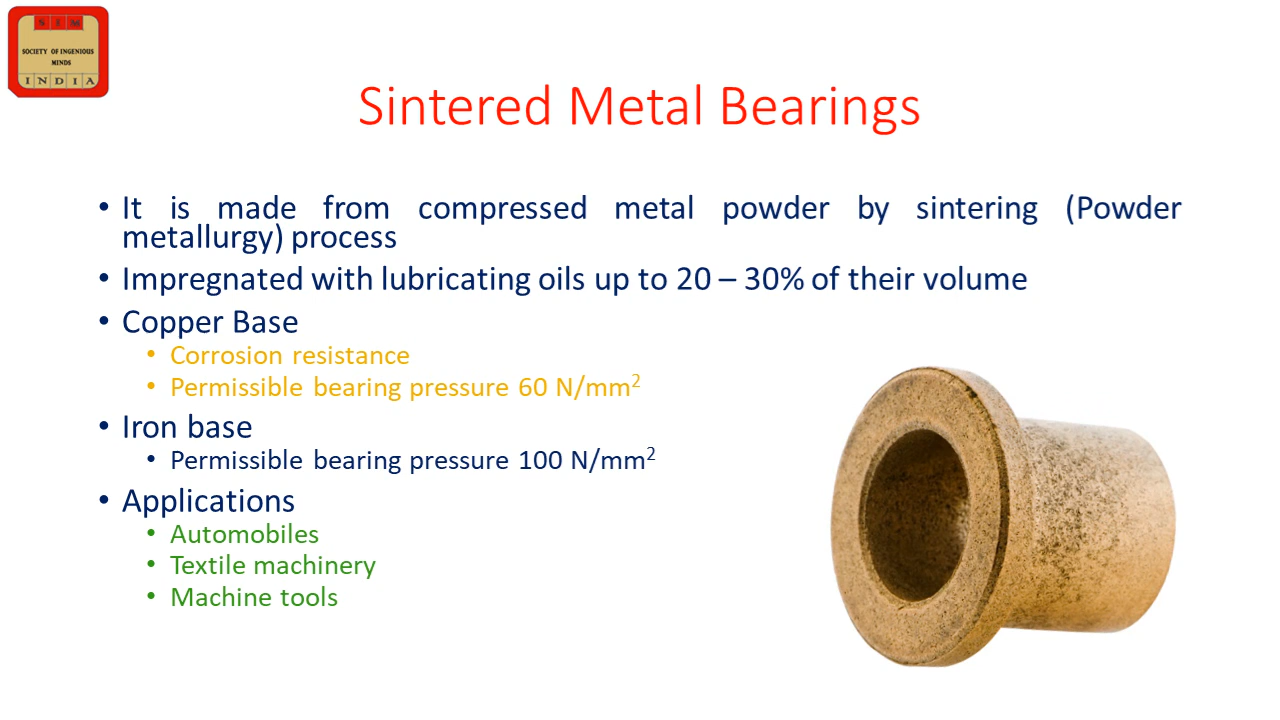 S I M
SOCIETY OF INGENIOUS
MINDS
INDIA
Sintered Metal Bearings
• It is made from compressed metal powder by sintering (Powder
metallurgy) process
• Impregnated with lubricating oils up to 20 – 30% of their volume
• Copper Base
• Corrosion resistance
• Permissible bearing pressure 60 N/mm²
• Iron base
• Permissible bearing pressure 100 N/mm²
• Applications
• Automobiles
• Textile machinery
• Machine tools